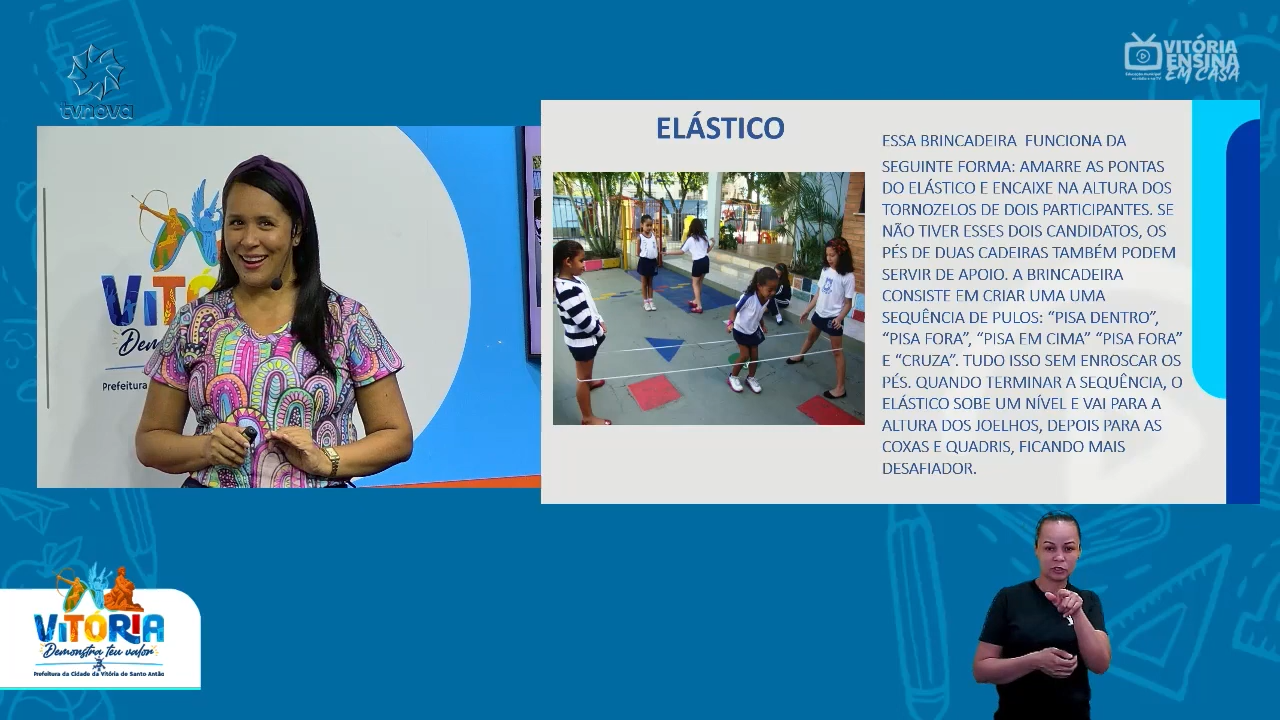 tvnova
VITÓRIA
ENSINA
EM CASA
VITÓ
Dem
Prefeitura
ELÁSTICO
ESSA BRINCADEIRA FUNCIONA DA
SEGUINTE FORMA: AMARRE AS PONTAS
DO ELÁSTICO E ENCAIXE NA ALTURA DOS
TORNOZELOS DE DOIS PARTICIPANTES. SE
NÃO TIVER ESSES DOIS CANDIDATOS, OS
PÉS DE DUAS CADEIRAS TAMBÉM PODEM
SERVIR DE APOIO. A BRINCADEIRA
CONSISTE EM CRIAR UMA UMA
SEQUÊNCIA DE PULOS: “PISA DENTRO”,
“PISA FORA”, “PISA EM CIMA” “PISA FORA”
E “CRUZA”. TUDO ISSO SEM ENROSCAR OS
PÉS. QUANDO TERMINAR A SEQUÊNCIA, O
ELÁSTICO SOBE UM NÍVEL E VAI PARA A
ALTURA DOS JOELHOS, DEPOIS PARA AS
COXAS E QUADRIS, FICANDO MAIS
DESAFIADOR.
VITÓRIA
Demonstra teu valor
Prefeitura da Cidade da Vitória de Santo Antão